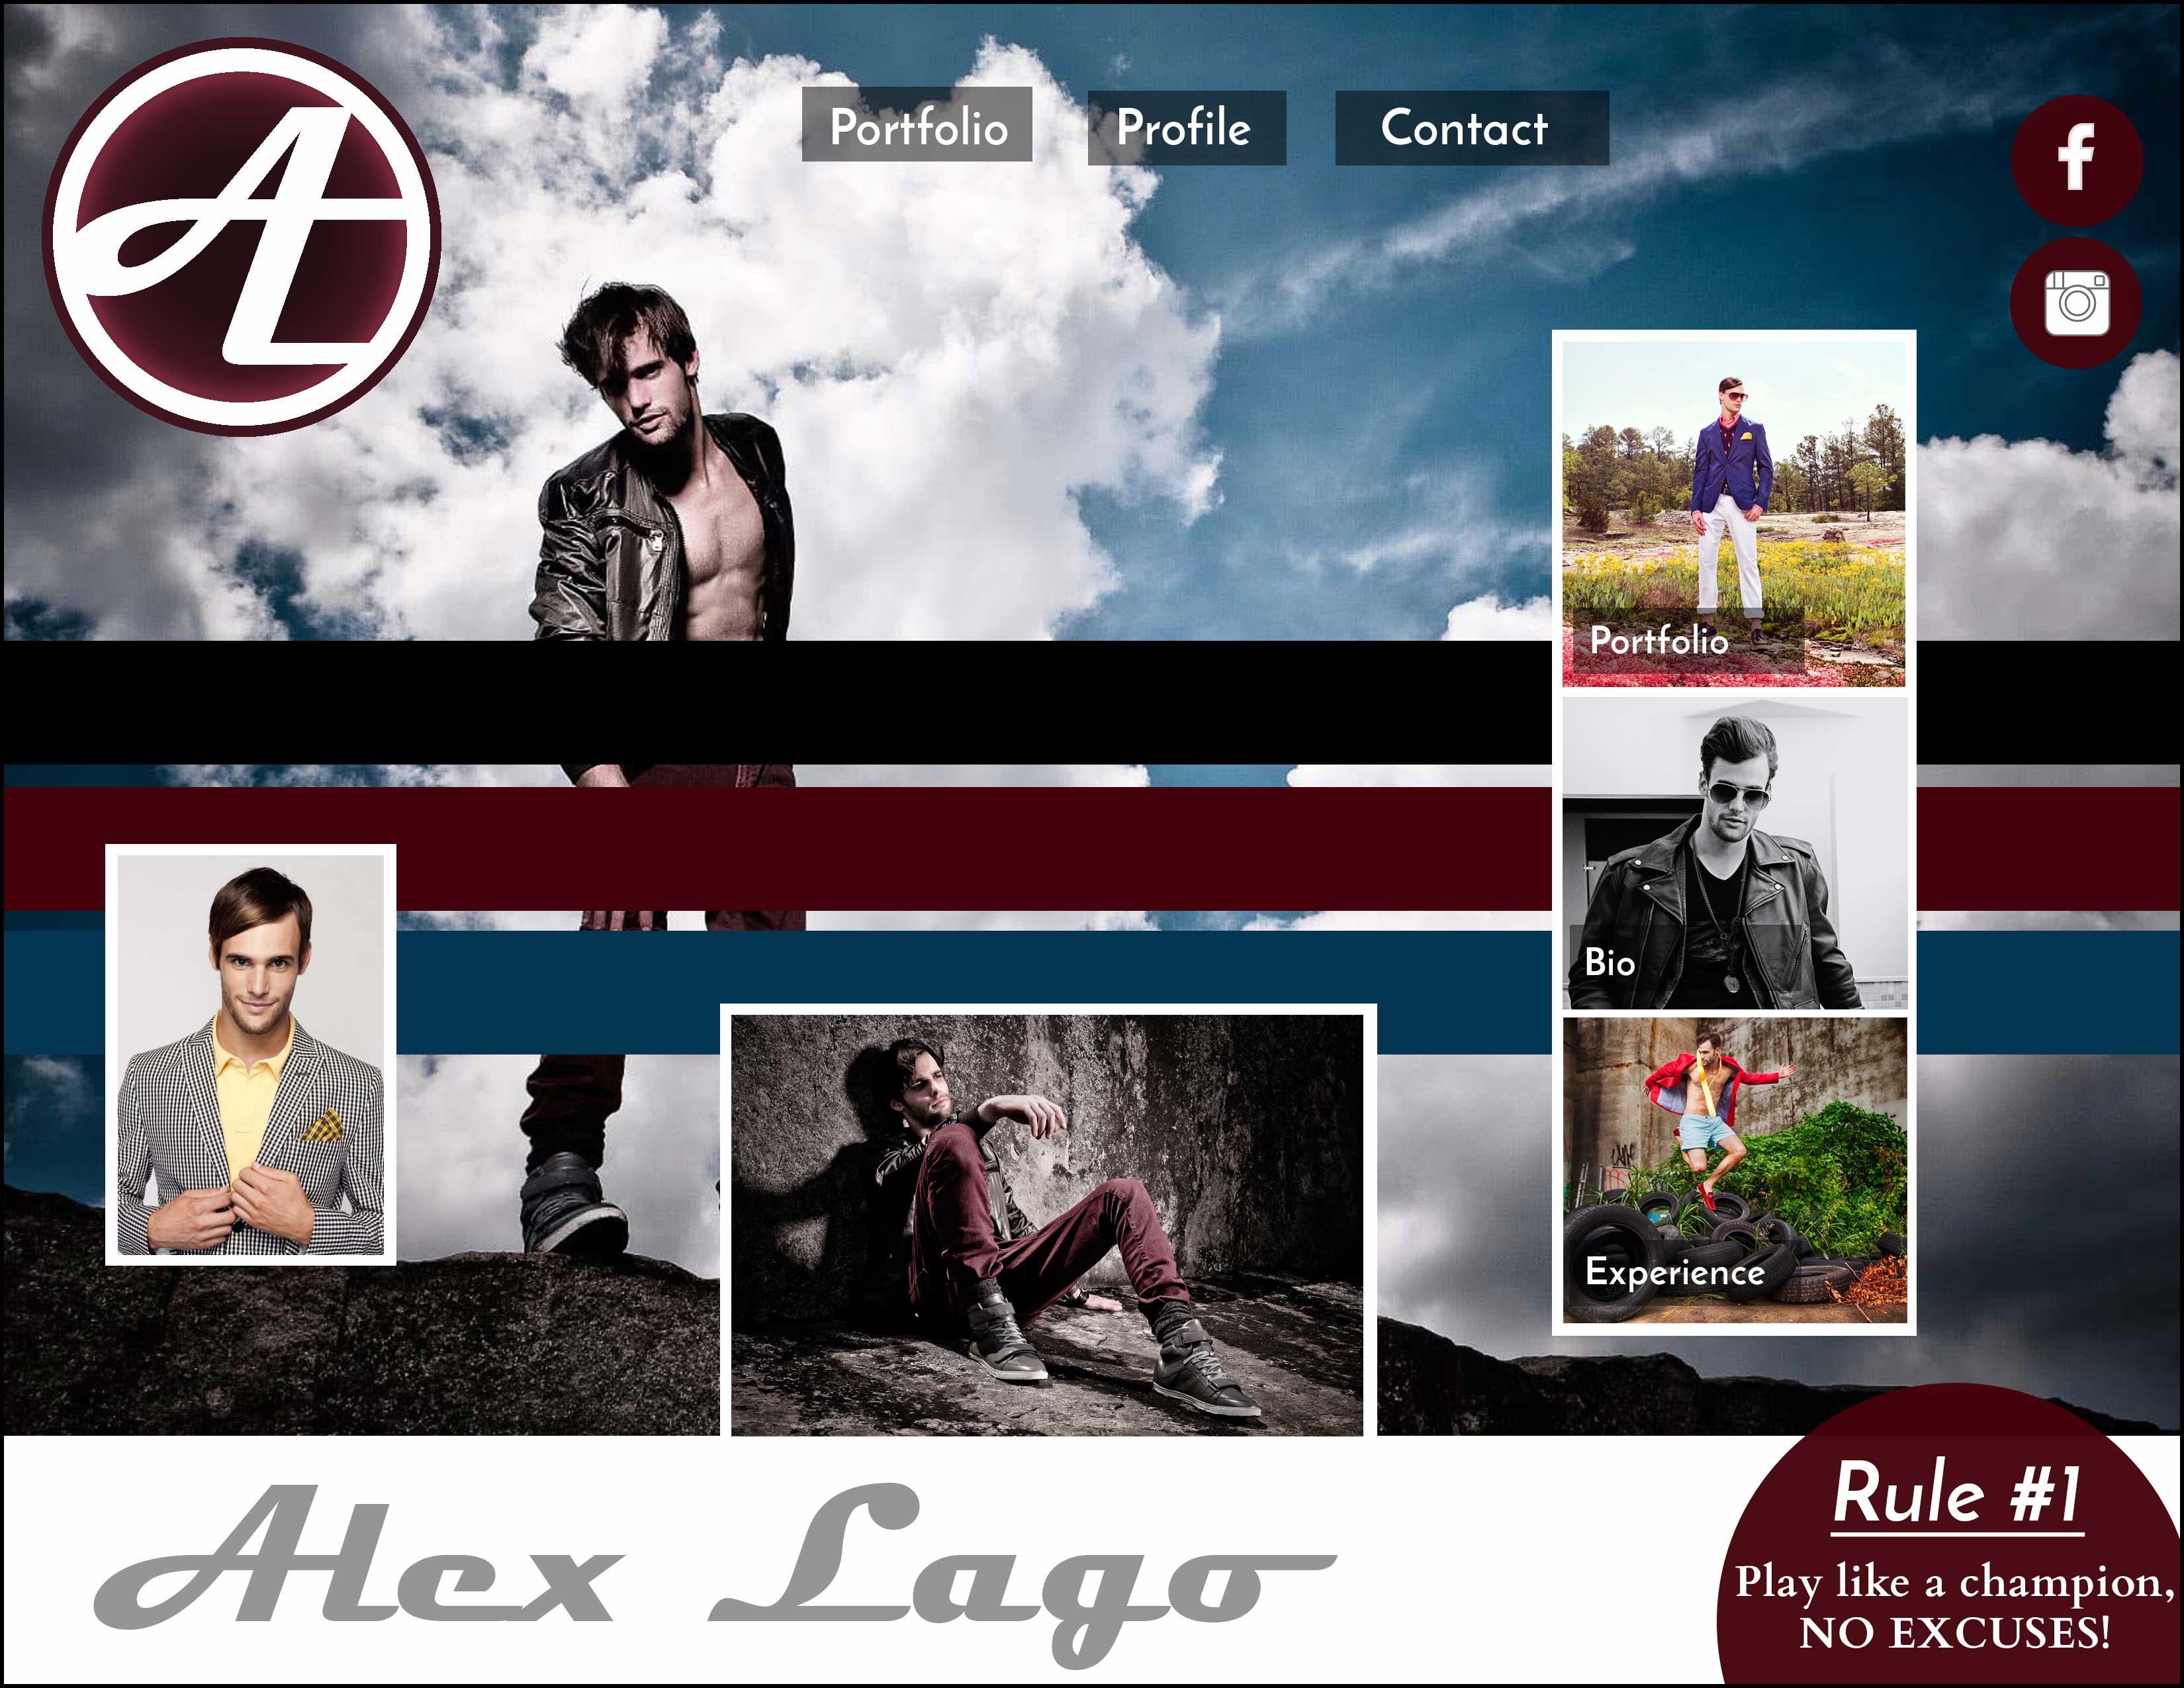 AL
Portfolio
Profile
Contact
f
Portfolio
Bio
Experience
Alex Lago
Rule #1
Play like a champion,
NO EXCUSES!